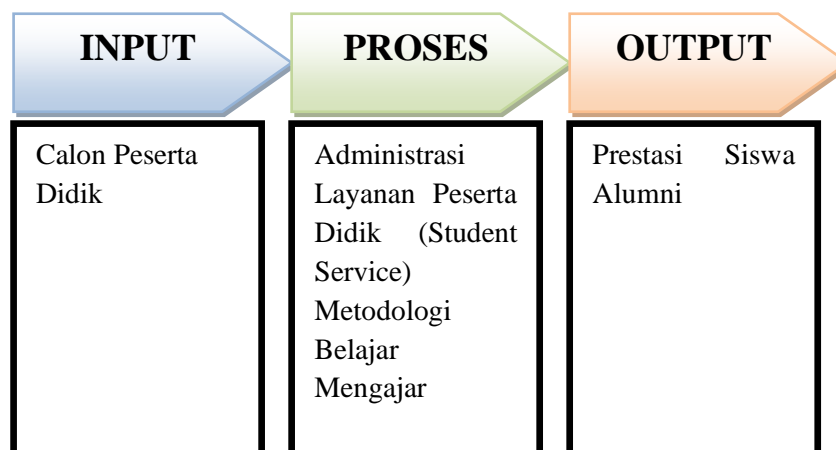 INPUT
PROSES
OUTPUT
Calon Peserta
Didik
Administrasi
Layanan Peserta
Didik (Student
Service)
Metodologi
Belajar
Mengajar
Prestasi Siswa
Alumni